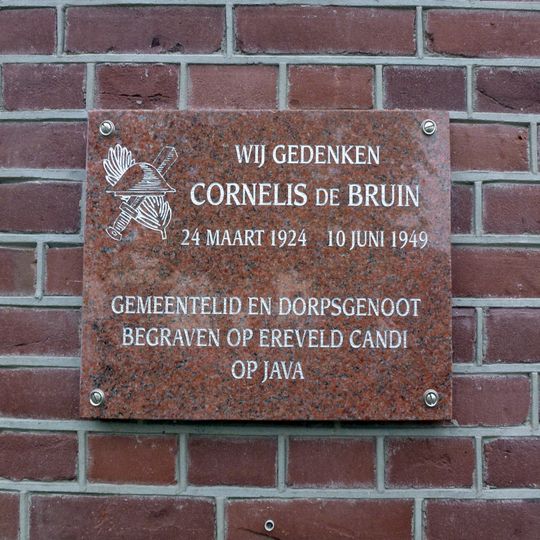 WIJ GEDENKEN
CORNELIS DE BRUIN
24 MAART 1924 10 JUNI 1949
GEMEENTELID EN DORPSGENOOT
BEGRAVEN OP EREVELD CANDI
OP JAVA